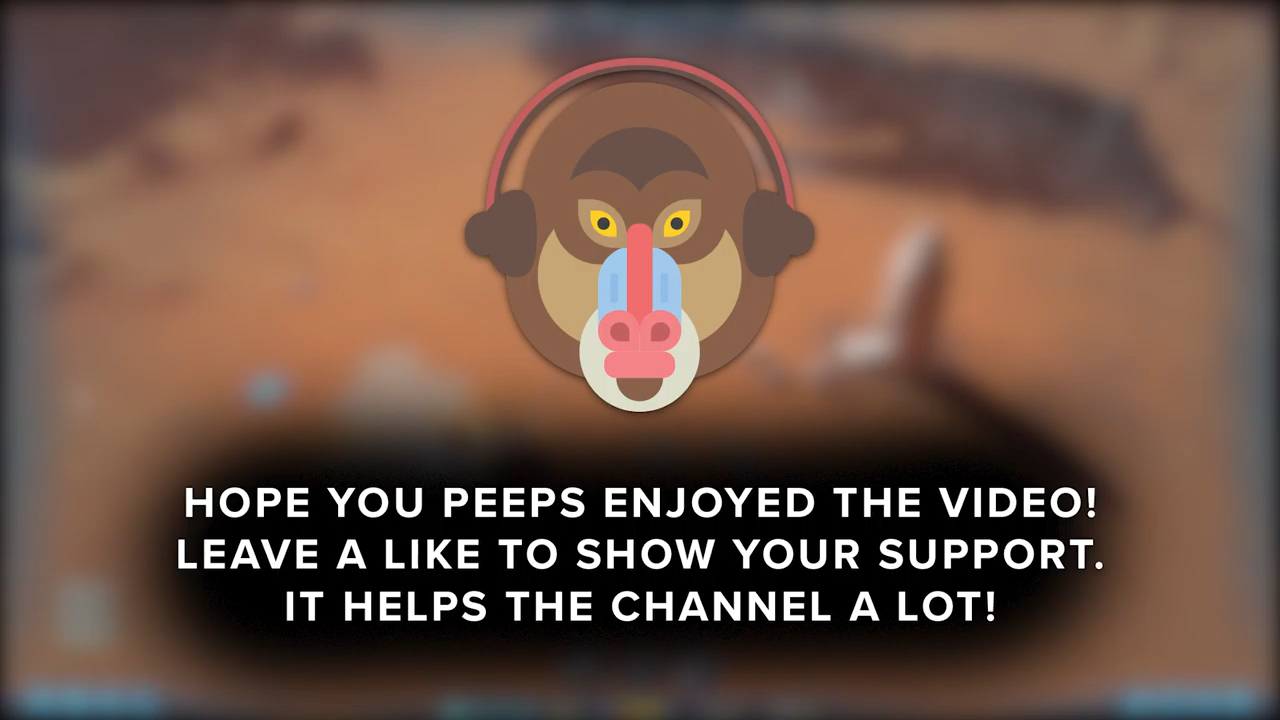 HOPE YOU PEEPS ENJOYED THE VIDEO!
LEAVE A LIKE TO SHOW YOUR SUPPORT.
IT HELPS THE CHANNEL A LOT!